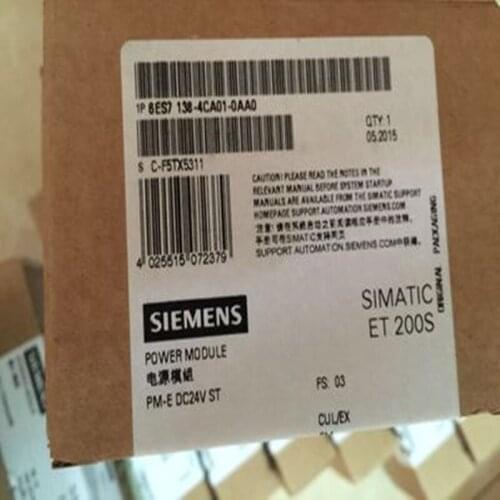 1P 6ES7 138-4CA01-0AA0
QTY 1
05.2015
S C-F5TX5311
CAUTION! PLEASE READ THE NOTES IN THE
RELEVANT MANUAL BEFORE SYSTEM STARTUP
MANUALS ARE AVAILABLE FROM THE SIMATIC SUPPORT
HOMEPAGE SUPPORT.AUTOMATION.SIEMENS.COM
SUPPORT.AUTOMATION.SIEMENS.COM
4 025515 072379
ORIGINAL PACKAGING
SIEMENS
SIMATIC
ET 200S
POWER MODULE
电源模组
PM-E DC24V ST
FS: 03
CUL/EX